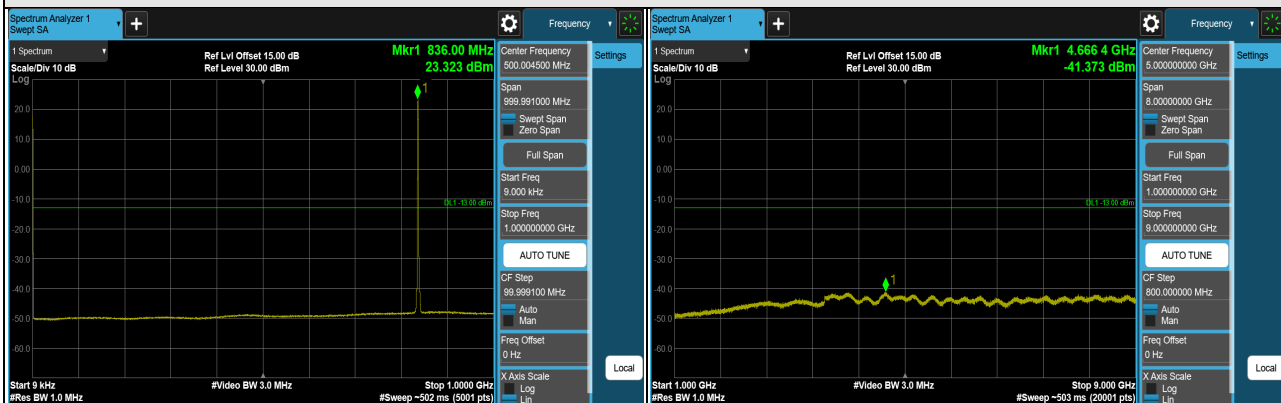 Spectrum Analyzer 1
Swept SA
+
Frequency
1 Spectrum
Scale/Div 10 dB
Log
Ref Lvl Offset 15.00 dB
Ref Level 30.00 dBm
Mkr1 836.00 MHz
23.323 dBm
1
20.0
10.0
0.00
-10.0
DL1 -13.00 dBm
-20.0
-30.0
-40.0
-50.0
-60.0
Start 9 kHz
#Res BW 1.0 MHz
#Video BW 3.0 MHz
Stop 1.0000 GHz
#Sweep ~502 ms (5001 pts)
Center Frequency
500.004500 MHz
Settings
Span
999.991000 MHz
Swept Span
Zero Span
Full Span
Start Freq
9.000 kHz
Stop Freq
1.000000000 GHz
AUTO TUNE
CF Step
99.999100 MHz
Auto
Man
Freq Offset
0 Hz
X Axis Scale
Log
Lin
Local
Spectrum Analyzer 1
Swept SA
+
Frequency
1 Spectrum
Scale/Div 10 dB
Log
Ref Lvl Offset 15.00 dB
Ref Level 30.00 dBm
Mkr1 4.666 4 GHz
-41.373 dBm
1
20.0
10.0
0.00
-10.0
DL1 -13.00 dBm
-20.0
-30.0
-40.0
-50.0
-60.0
Start 1.000 GHz
#Res BW 1.0 MHz
#Video BW 3.0 MHz
Stop 9.000 GHz
#Sweep ~503 ms (20001 pts)
Center Frequency
5.00000000 GHz
Settings
Span
8.00000000 GHz
Swept Span
Zero Span
Full Span
Start Freq
1.000000000 GHz
Stop Freq
9.000000000 GHz
AUTO TUNE
CF Step
800.000000 MHz
Auto
Man
Freq Offset
0 Hz
X Axis Scale
Log
Lin
Local